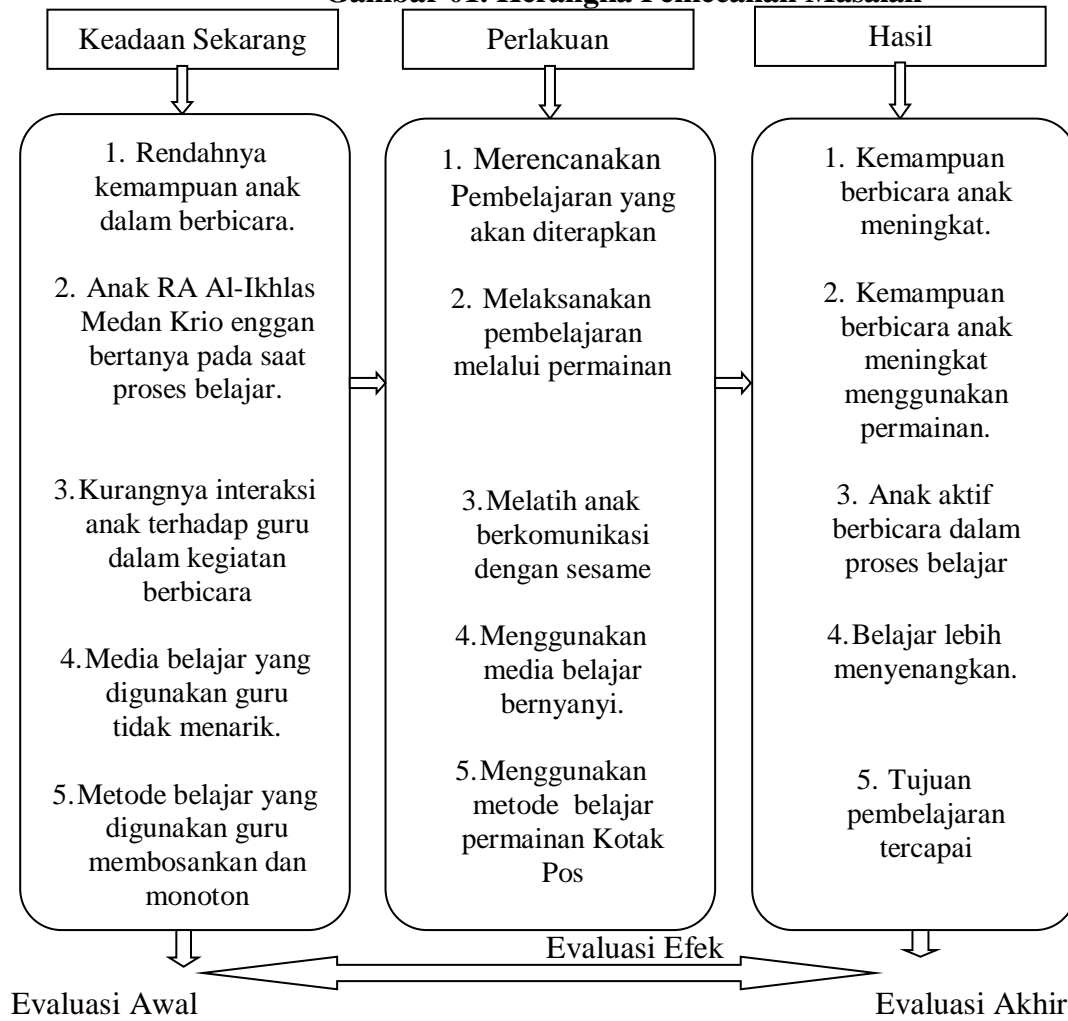 Gambar 01. Kerangka Pemecahan Masalah
Keadaan Sekarang
Perlakuan
Hasil
1. Rendahnya
kemampuan anak
dalam berbicara.
2. Anak RA Al-Ikhlas
Medan Krio enggan
bertanya pada saat
proses belajar.
3.Kurangnya interaksi
anak terhadap guru
dalam kegiatan
berbicara
4.Media belajar yang
digunakan guru
tidak menarik.
5.Metode belajar yang
digunakan guru
membosankan dan
monoton
1. Merencanakan
Pembelajaran yang
akan diterapkan
2. Melaksanakan
pembelajaran
melalui permainan
3.Melatih anak
berkomunikasi
dengan sesame
4.Menggunakan
media belajar
bernyanyi.
5.Menggunakan
metode belajar
permainan Kotak
Pos
1. Kemampuan
berbicara anak
meningkat.
2. Kemampuan
berbicara anak
meningkat
menggunakan
permainan.
3. Anak aktif
berbicara dalam
proses belajar
4.Belajar lebih
menyenangkan.
5. Tujuan
pembelajaran
tercapai
Evaluasi Efek
Evaluasi Awal
Evaluasi Akhir